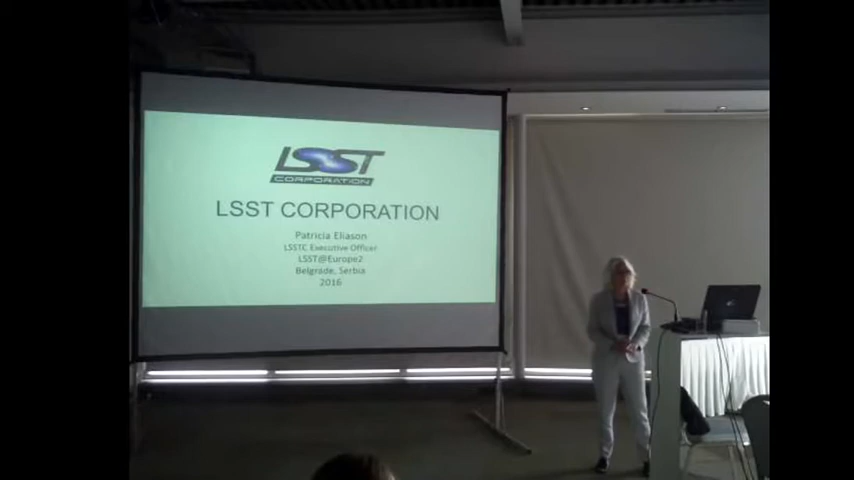 LSST
CORPORATION
LSST CORPORATION
Patricia Eliason
LSSTC Executive Officer
LSST@Europe2
Belgrade, Serbia
2016